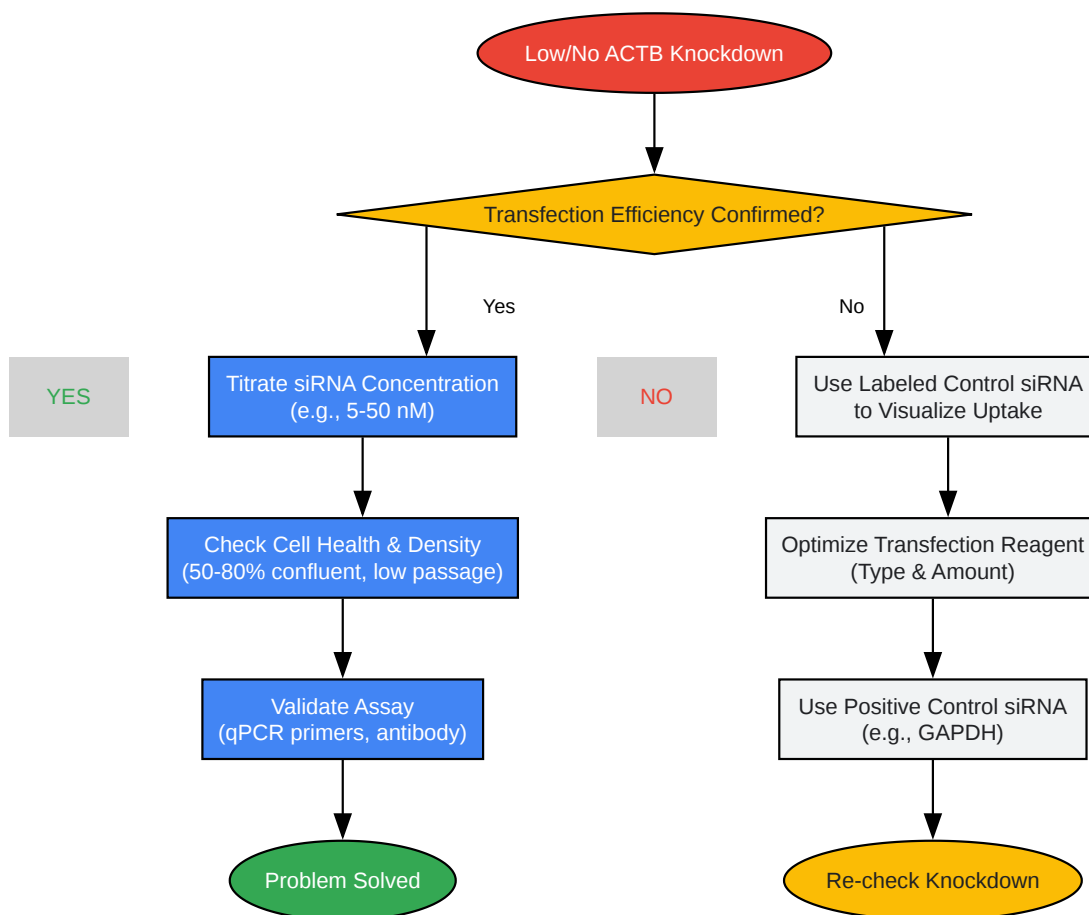 Low/No ACTB Knockdown
Transfection Efficiency Confirmed?
Yes
No
YES
Titrate siRNA Concentration
(e.g., 5-50 nM)
NO
Use Labeled Control siRNA
to Visualize Uptake
Check Cell Health & Density
(50-80% confluent, low passage)
Optimize Transfection Reagent
(Type & Amount)
Validate Assay
(qPCR primers, antibody)
Use Positive Control siRNA
(e.g., GAPDH)
Problem Solved
Re-check Knockdown